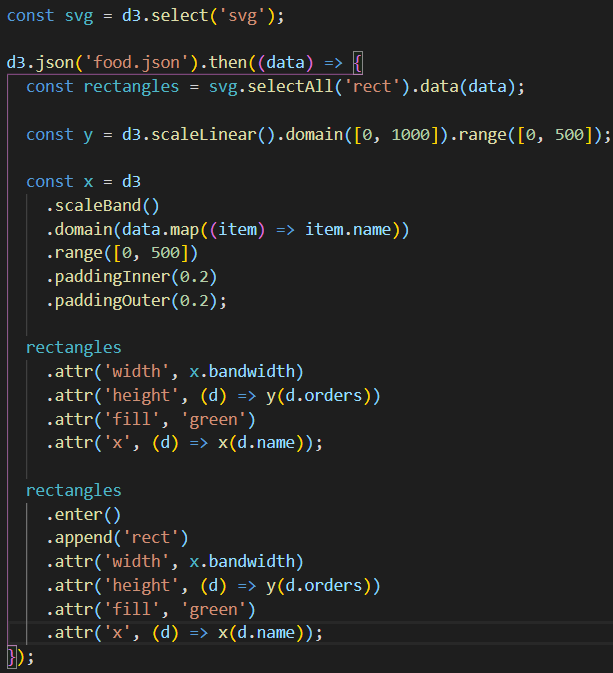 const svg = d3.select('svg');
d3.json('food.json').then((data) => {
  const rectangles = svg.selectAll('rect').data(data);
  const y = d3.scaleLinear().domain([0, 1000]).range([0, 500]);
  const x = d3
    .scaleBand()
    .domain(data.map((item) => item.name))
    .range([0, 500])
    .paddingInner(0.2)
    .paddingOuter(0.2);
  rectangles
    .attr('width', x.bandwidth)
    .attr('height', (d) => y(d.orders))
    .attr('fill', 'green')
    .attr('x', (d) => x(d.name));
  rectangles
    .enter()
    .append('rect')
    .attr('width', x.bandwidth)
    .attr('height', (d) => y(d.orders))
    .attr('fill', 'green')
    .attr('x', (d) => x(d.name));
});